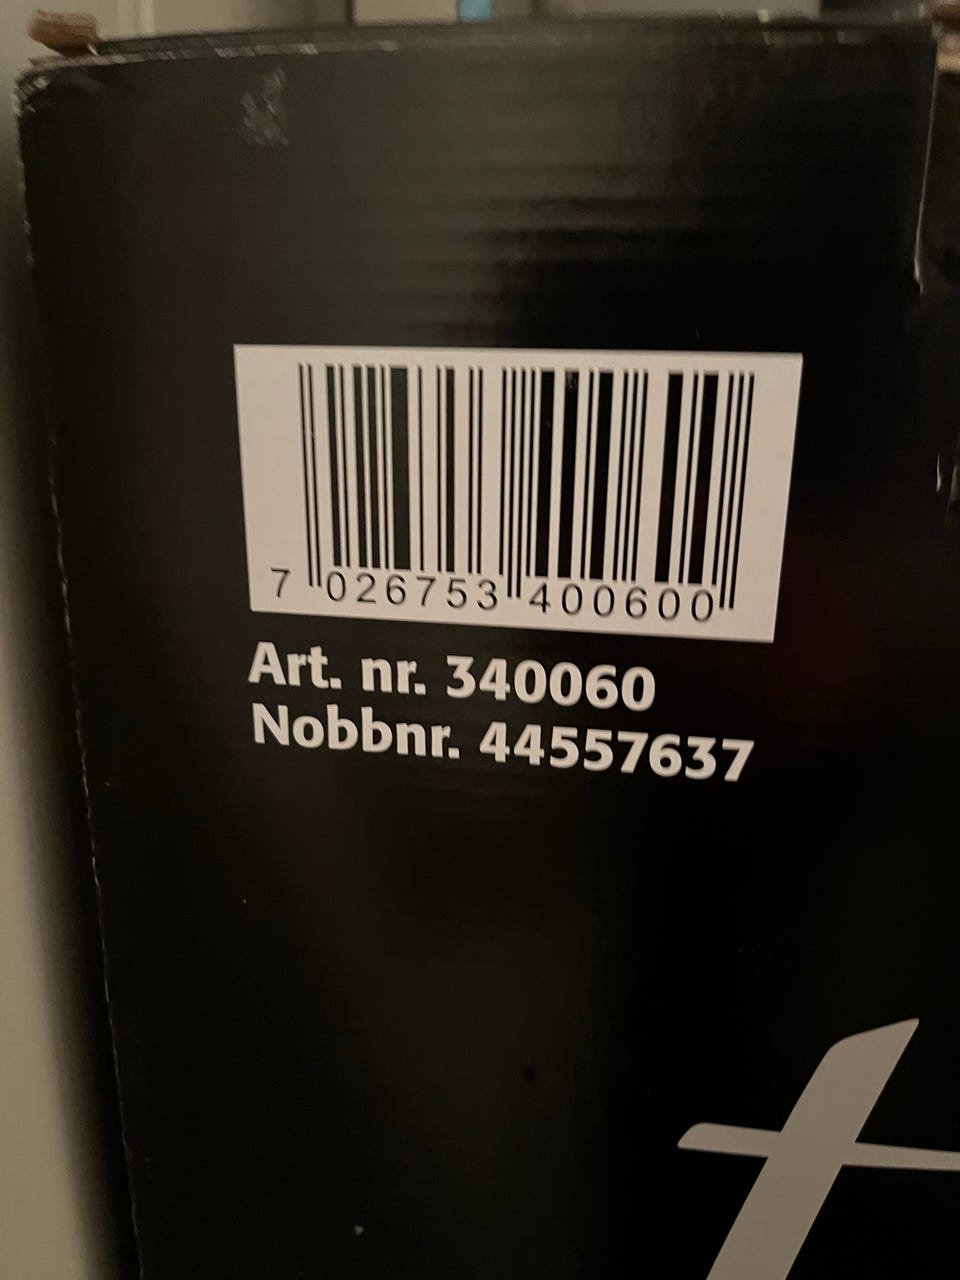 7 026753 400600
Art. nr. 340060
Nobbnr. 44557637